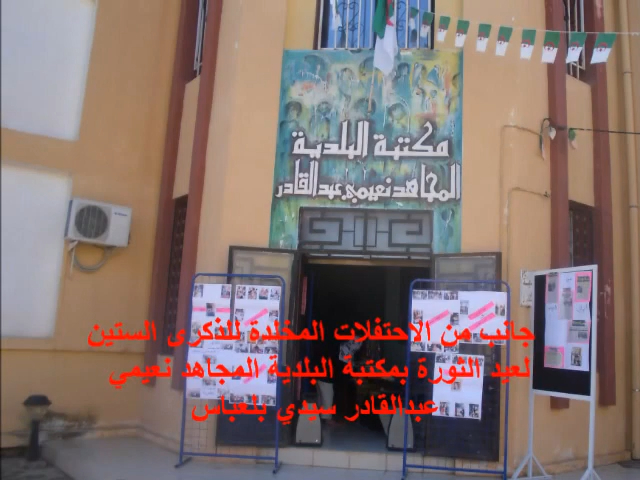 مكتبة البلدية
المجاهد نعيمي عبدالقادر
جانب من الاحتفلات المخلدة للذكرى الستين
لعيد الثورة بمكتبة البلدية المجاهد نعيمي
عبدالقادر سيدي بلعباس